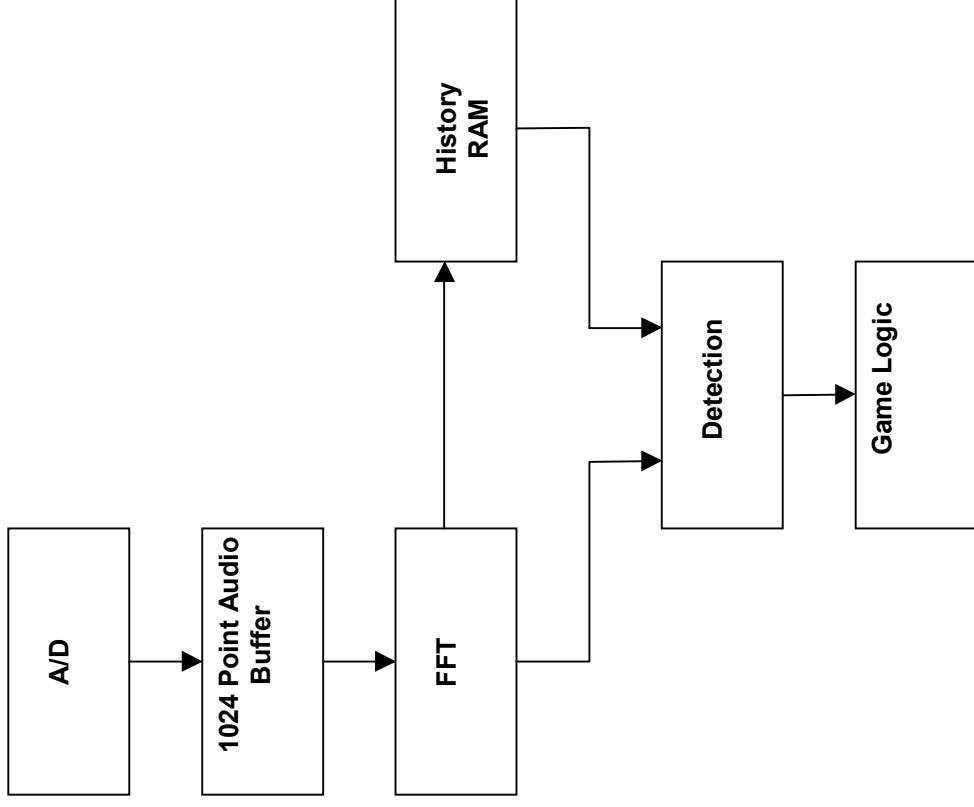 A/D
1024 Point Audio
Buffer
FFT
History
RAM
Detection
Game Logic